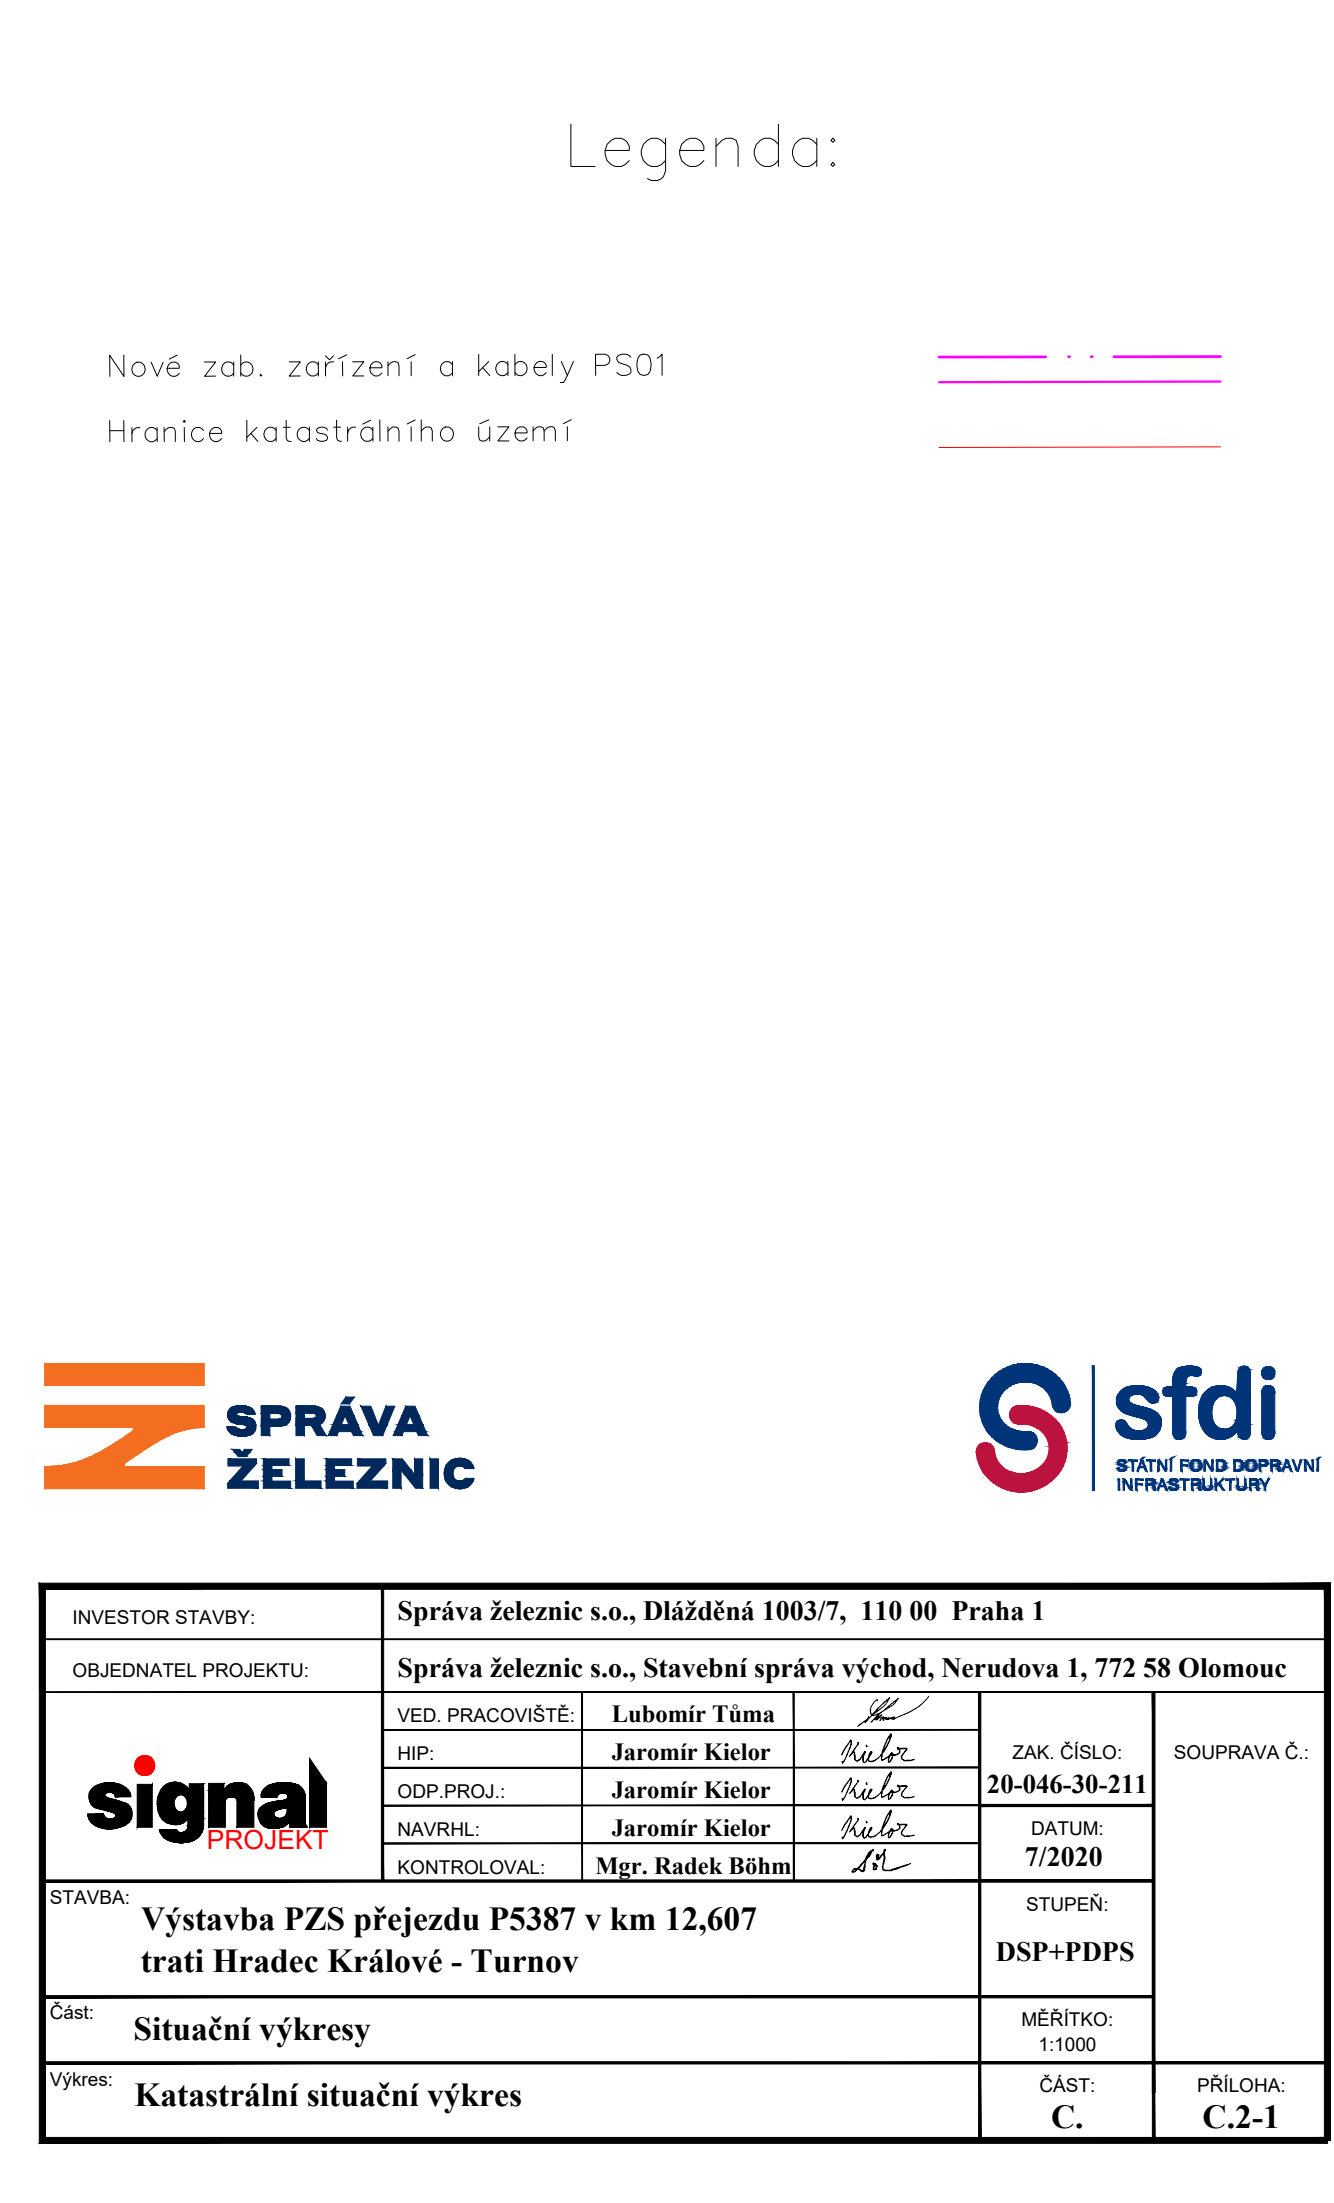 Legenda:
Nové zab. zařízení a kabely PS01
Hranice katastrálního území
SPRÁVA
ŽELEZNIC
sfdi
STÁTNÍ FOND DOPRAVNÍ
INFRASTRUKTURY
INVESTOR STAVBY: Správa železnic s.o., Dlážděná 1003/7, 110 00 Praha 1
OBJEDNATEL PROJEKTU: Správa železnic s.o., Stavební správa východ, Nerudova 1, 772 58 Olomouc
signal
PROJEKT
VED. PRACOVIŠTĚ: Lubomír Tůma
HIP: Jaromír Kielor Kielor
ODP.PROJ.: Jaromír Kielor Kielor
NAVRHL: Jaromír Kielor Kielor
KONTROLOVAL: Mgr. Radek Böhm
ZAK. ČÍSLO:
20-046-30-211
DATUM:
7/2020
SOUPRAVA Č.:
STAVBA:
Výstavba PZS přejezdu P5387 v km 12,607
trati Hradec Králové - Turnov
STUPEŇ:
DSP+PDPS
Část:
Situační výkresy
MĚŘÍTKO:
1:1000
Výkres:
Katastrální situační výkres
ČÁST:
C.
PŘÍLOHA:
C.2-1